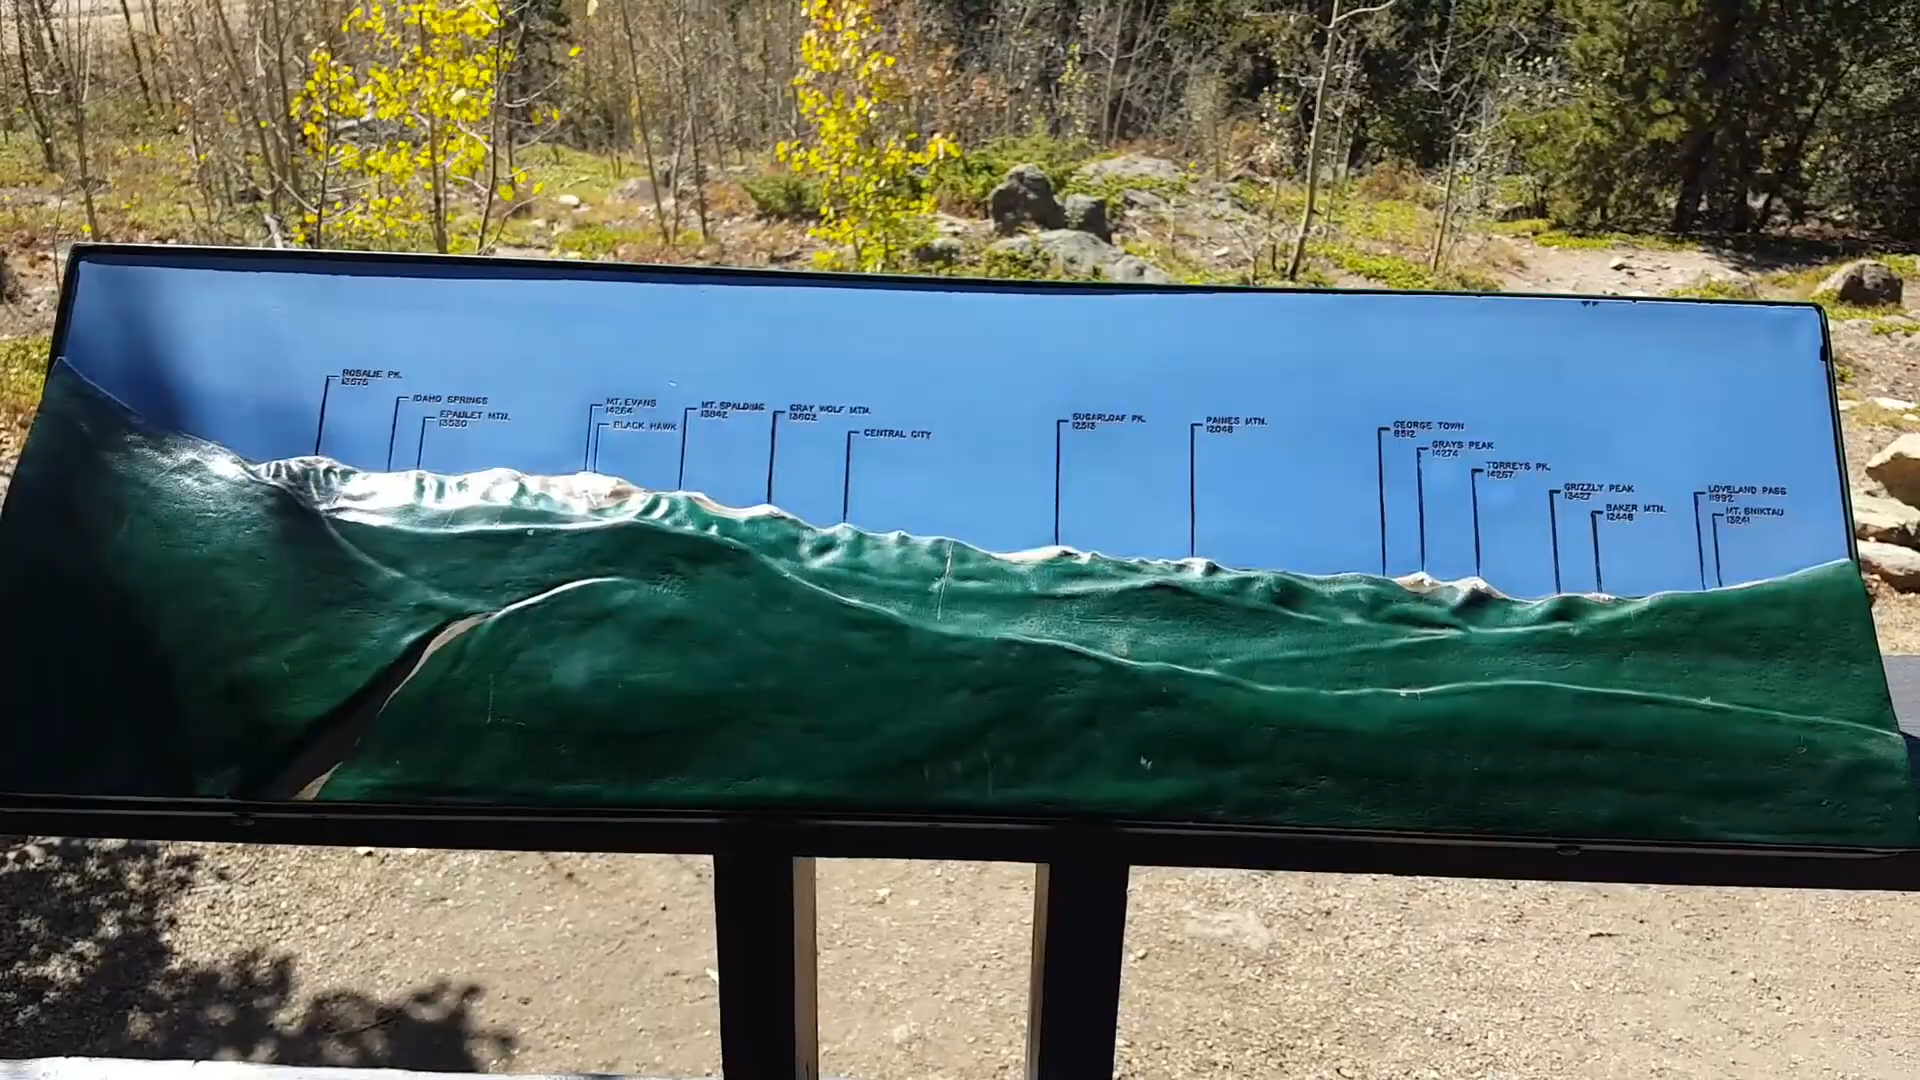 ROSALIE PK.
13575
IDAHO SPRINGS
EPAULET MTN.
13530
MT. EVANS
14264
BLACK HAWK
MT. SPALDING
13842
GRAY WOLF MTN.
13602
CENTRAL CITY
SUGARLOAF PK.
12513
PAINES MTN.
12048
GEORGE TOWN
8512
GRAYS PEAK
14274
TORREYS PK.
14267
GRIZZLY PEAK
13427
BAKER MTN.
12448
LOVELAND PASS
11992
MT. SNIKTAU
13241